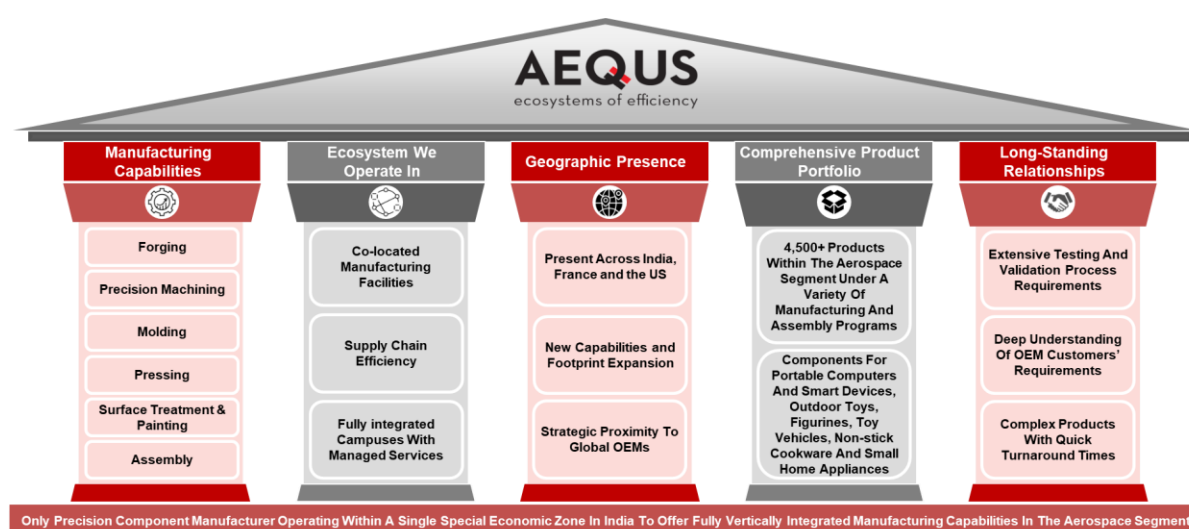 AEQUS
ecosystems of efficiency
Manufacturing
Capabilities
Forging
Precision Machining
Molding
Pressing
Surface Treatment &
Painting
Assembly
Ecosystem We
Operate In
Co-located
Manufacturing
Facilities
Supply Chain
Efficiency
Fully integrated
Campuses With
Managed Services
Geographic Presence
Present Across India,
France and the US
New Capabilities and
Footprint Expansion
Strategic Proximity To
Global OEMs
Comprehensive Product
Portfolio
4,500+ Products
Within The Aerospace
Segment Under A
Variety Of
Manufacturing And
Assembly Programs
Components For
Portable Computers
And Smart Devices,
Outdoor Toys,
Figurines, Toy
Vehicles, Non-stick
Cookware And Small
Home Appliances
Long-Standing
Relationships
Extensive Testing And
Validation Process
Requirements
Deep Understanding
Of OEM Customers’
Requirements
Complex Products
With Quick
Turnaround Times
Only Precision Component Manufacturer Operating Within A Single Special Economic Zone In India To Offer Fully Vertically Integrated Manufacturing Capabilities In The Aerospace Segment